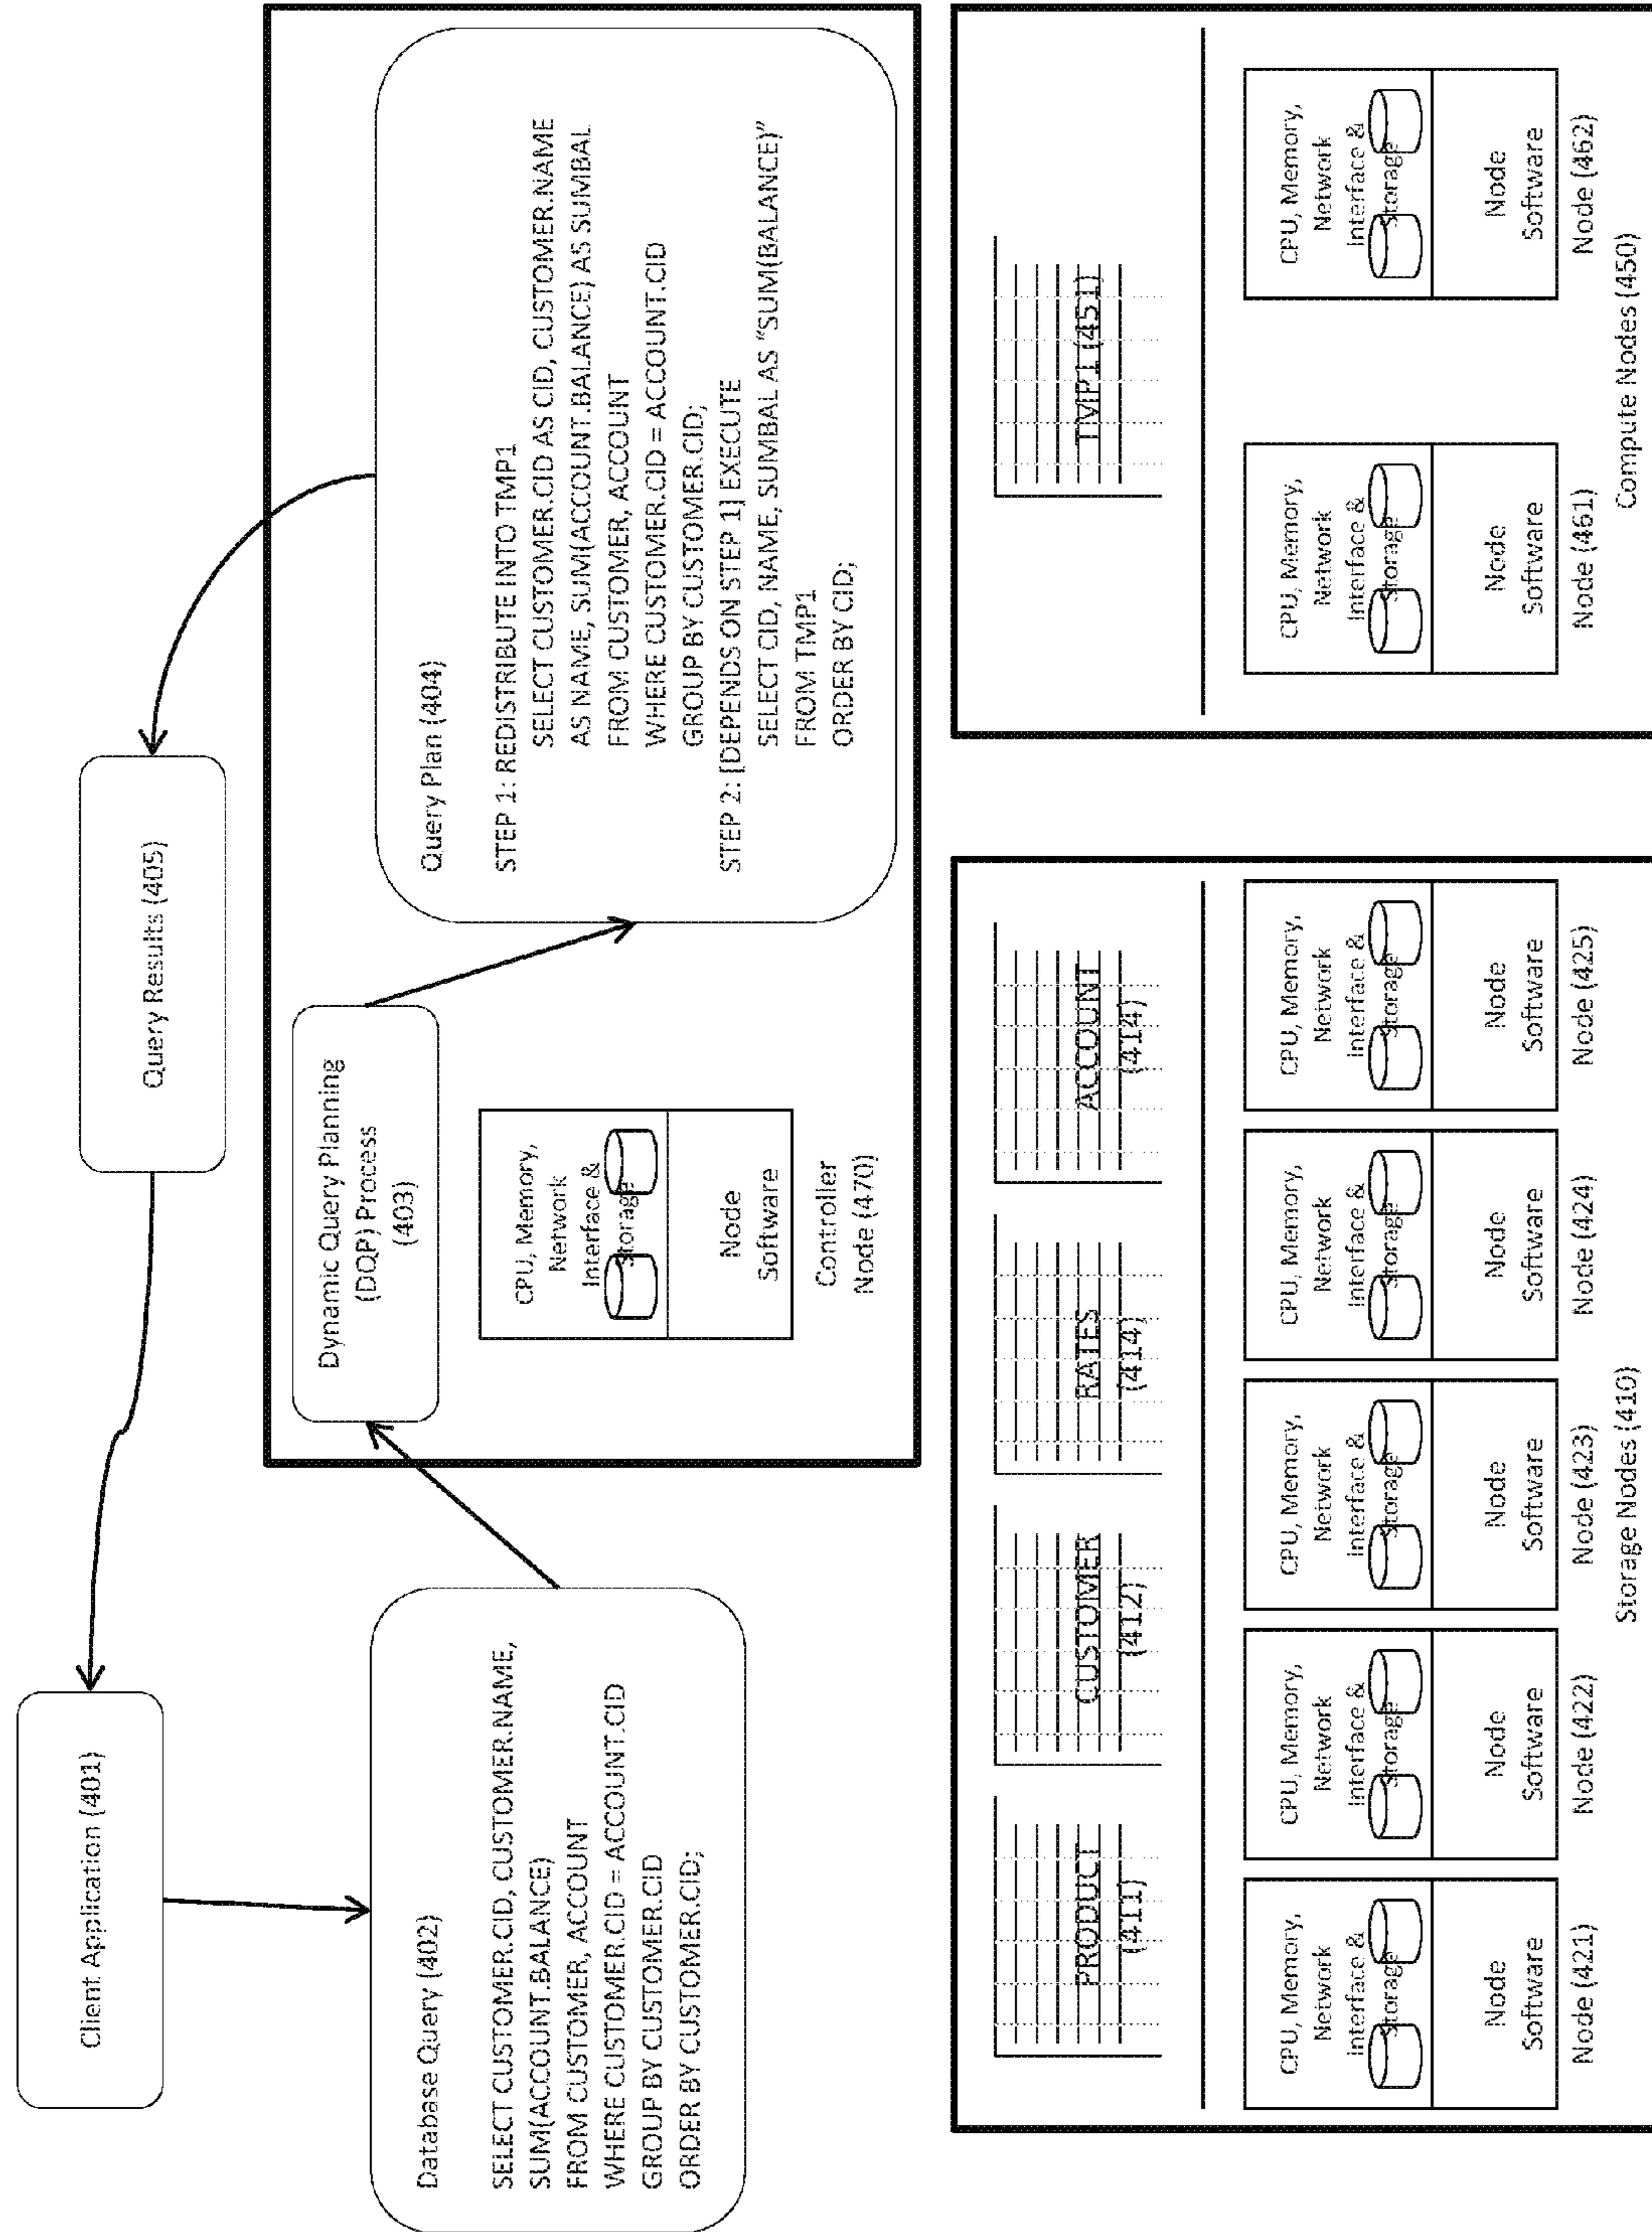 Client Application (401)
Query Results (405)
Database Query (402)
SELECT CUSTOMER.CID, CUSTOMER.NAME,
SUM(ACCOUNT.BALANCE)
FROM CUSTOMER, ACCOUNT
WHERE CUSTOMER.CID = ACCOUNT.CID
GROUP BY CUSTOMER.CID
ORDER BY CUSTOMER.CID;
Dynamic Query Planning
(DQP) Process
(403)
CPU, Memory,
Network
Interface &
Storage
Node
Software
Controller
Node (470)
Query Plan (404)
STEP 1: REDISTRIBUTE INTO TMP1
SELECT CUSTOMER.CID AS CID, CUSTOMER.NAME
AS NAME, SUM(ACCOUNT.BALANCE) AS SUMBAL
FROM CUSTOMER, ACCOUNT
WHERE CUSTOMER.CID = ACCOUNT.CID
GROUP BY CUSTOMER.CID;
STEP 2: [DEPENDS ON STEP 1] EXECUTE
SELECT CID, NAME, SUMBAL AS "SUM(BALANCE)"
FROM TMP1
ORDER BY CID;
PRODUCT
(411)
CUSTOMER
(412)
RATES
(414)
ACCOUNT
(414)
CPU, Memory,
Network
Interface &
Storage
Node
Software
Node (421)
CPU, Memory,
Network
Interface &
Storage
Node
Software
Node (422)
CPU, Memory,
Network
Interface &
Storage
Node
Software
Node (423)
CPU, Memory,
Network
Interface &
Storage
Node
Software
Node (424)
CPU, Memory,
Network
Interface &
Storage
Node
Software
Node (425)
Storage Nodes (410)
TMP1 (451)
CPU, Memory,
Network
Interface &
Storage
Node
Software
Node (461)
CPU, Memory,
Network
Interface &
Storage
Node
Software
Node (462)
Compute Nodes (450)